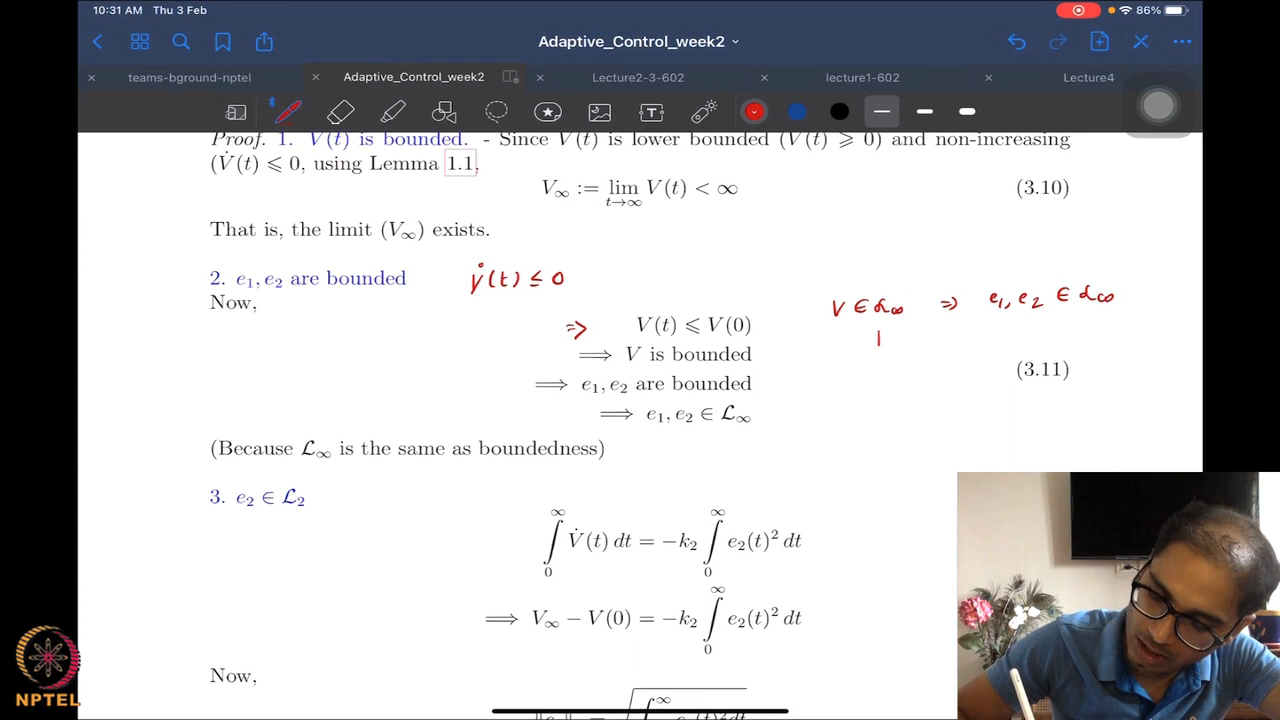 10:31 AM Thu 3 Feb 86%
Adaptive_Control_week2
teams-bground-nptel Adaptive_Control_week2 Lecture2-3-602 lecture1-602 Lecture4
Proof. 1. V(t) is bounded. - Since V(t) is lower bounded (V(t) ⩾ 0) and non-increasing
(V̇(t) ⩽ 0, using Lemma 1.1,
V∞ := lim t→∞ V(t) < ∞ (3.10)
That is, the limit (V∞) exists.
2. e₁, e₂ are bounded V̇(t) ≤ 0
Now,
V ∈ ℒ∞ ⇒ e₁, e₂ ∈ ℒ∞
⇒ V(t) ⩽ V(0)
⟹ V is bounded
⟹ e₁, e₂ are bounded (3.11)
⟹ e₁, e₂ ∈ ℒ∞
(Because ℒ∞ is the same as boundedness)
3. e₂ ∈ ℒ₂
∫₀^∞ V̇(t) dt = −k₂ ∫₀^∞ e₂(t)² dt
⟹ V∞ − V(0) = −k₂ ∫₀^∞ e₂(t)² dt
Now,
NPTEL